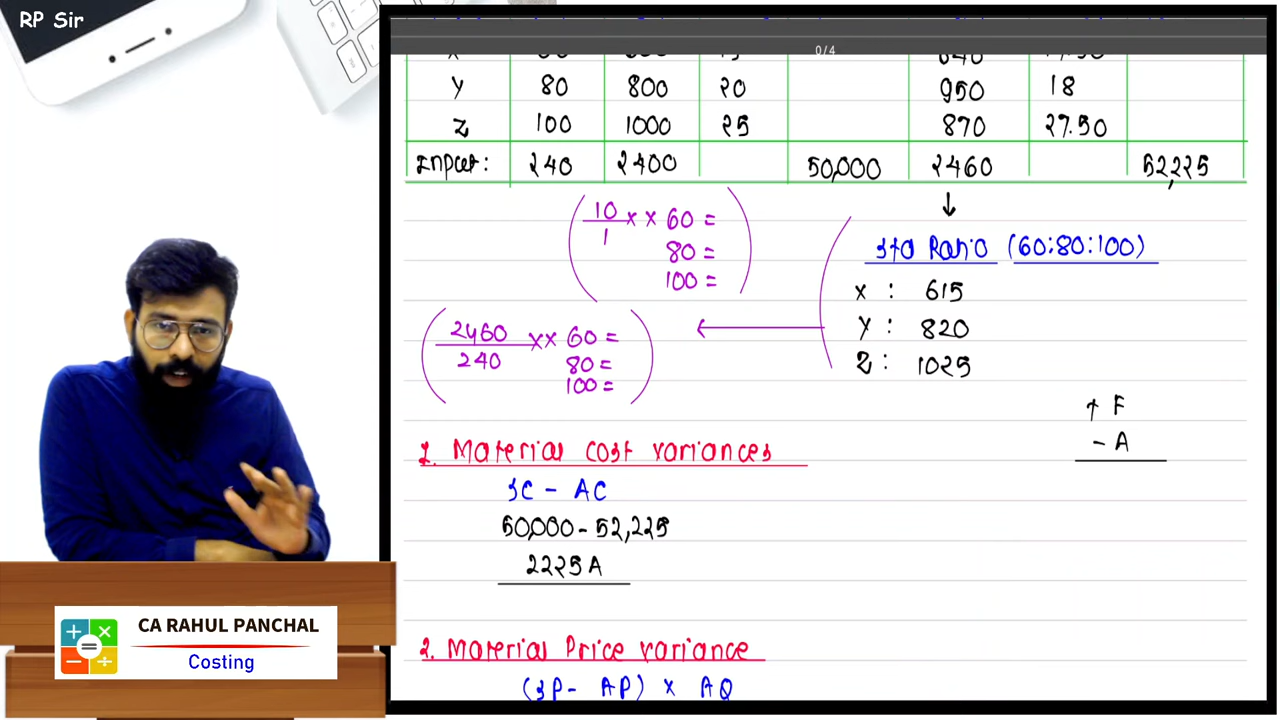 RP Sir
0/4
Y 80 800 20 950 18
Z 100 1000 25 870 27.50
Input: 240 2400 50,000 2460 52,225
10/1 × × 60 =
80 =
100 =
↓
Std Ratio (60:80:100)
X : 615
Y : 820
Z : 1025
2460/240 ×× 60 =
80 =
100 =
↑ F
- A
1. Material Cost variances
SC - AC
50,000 - 52,225
2225 A
2. Material Price variance
(SP - AP) × AQ
CA RAHUL PANCHAL
Costing